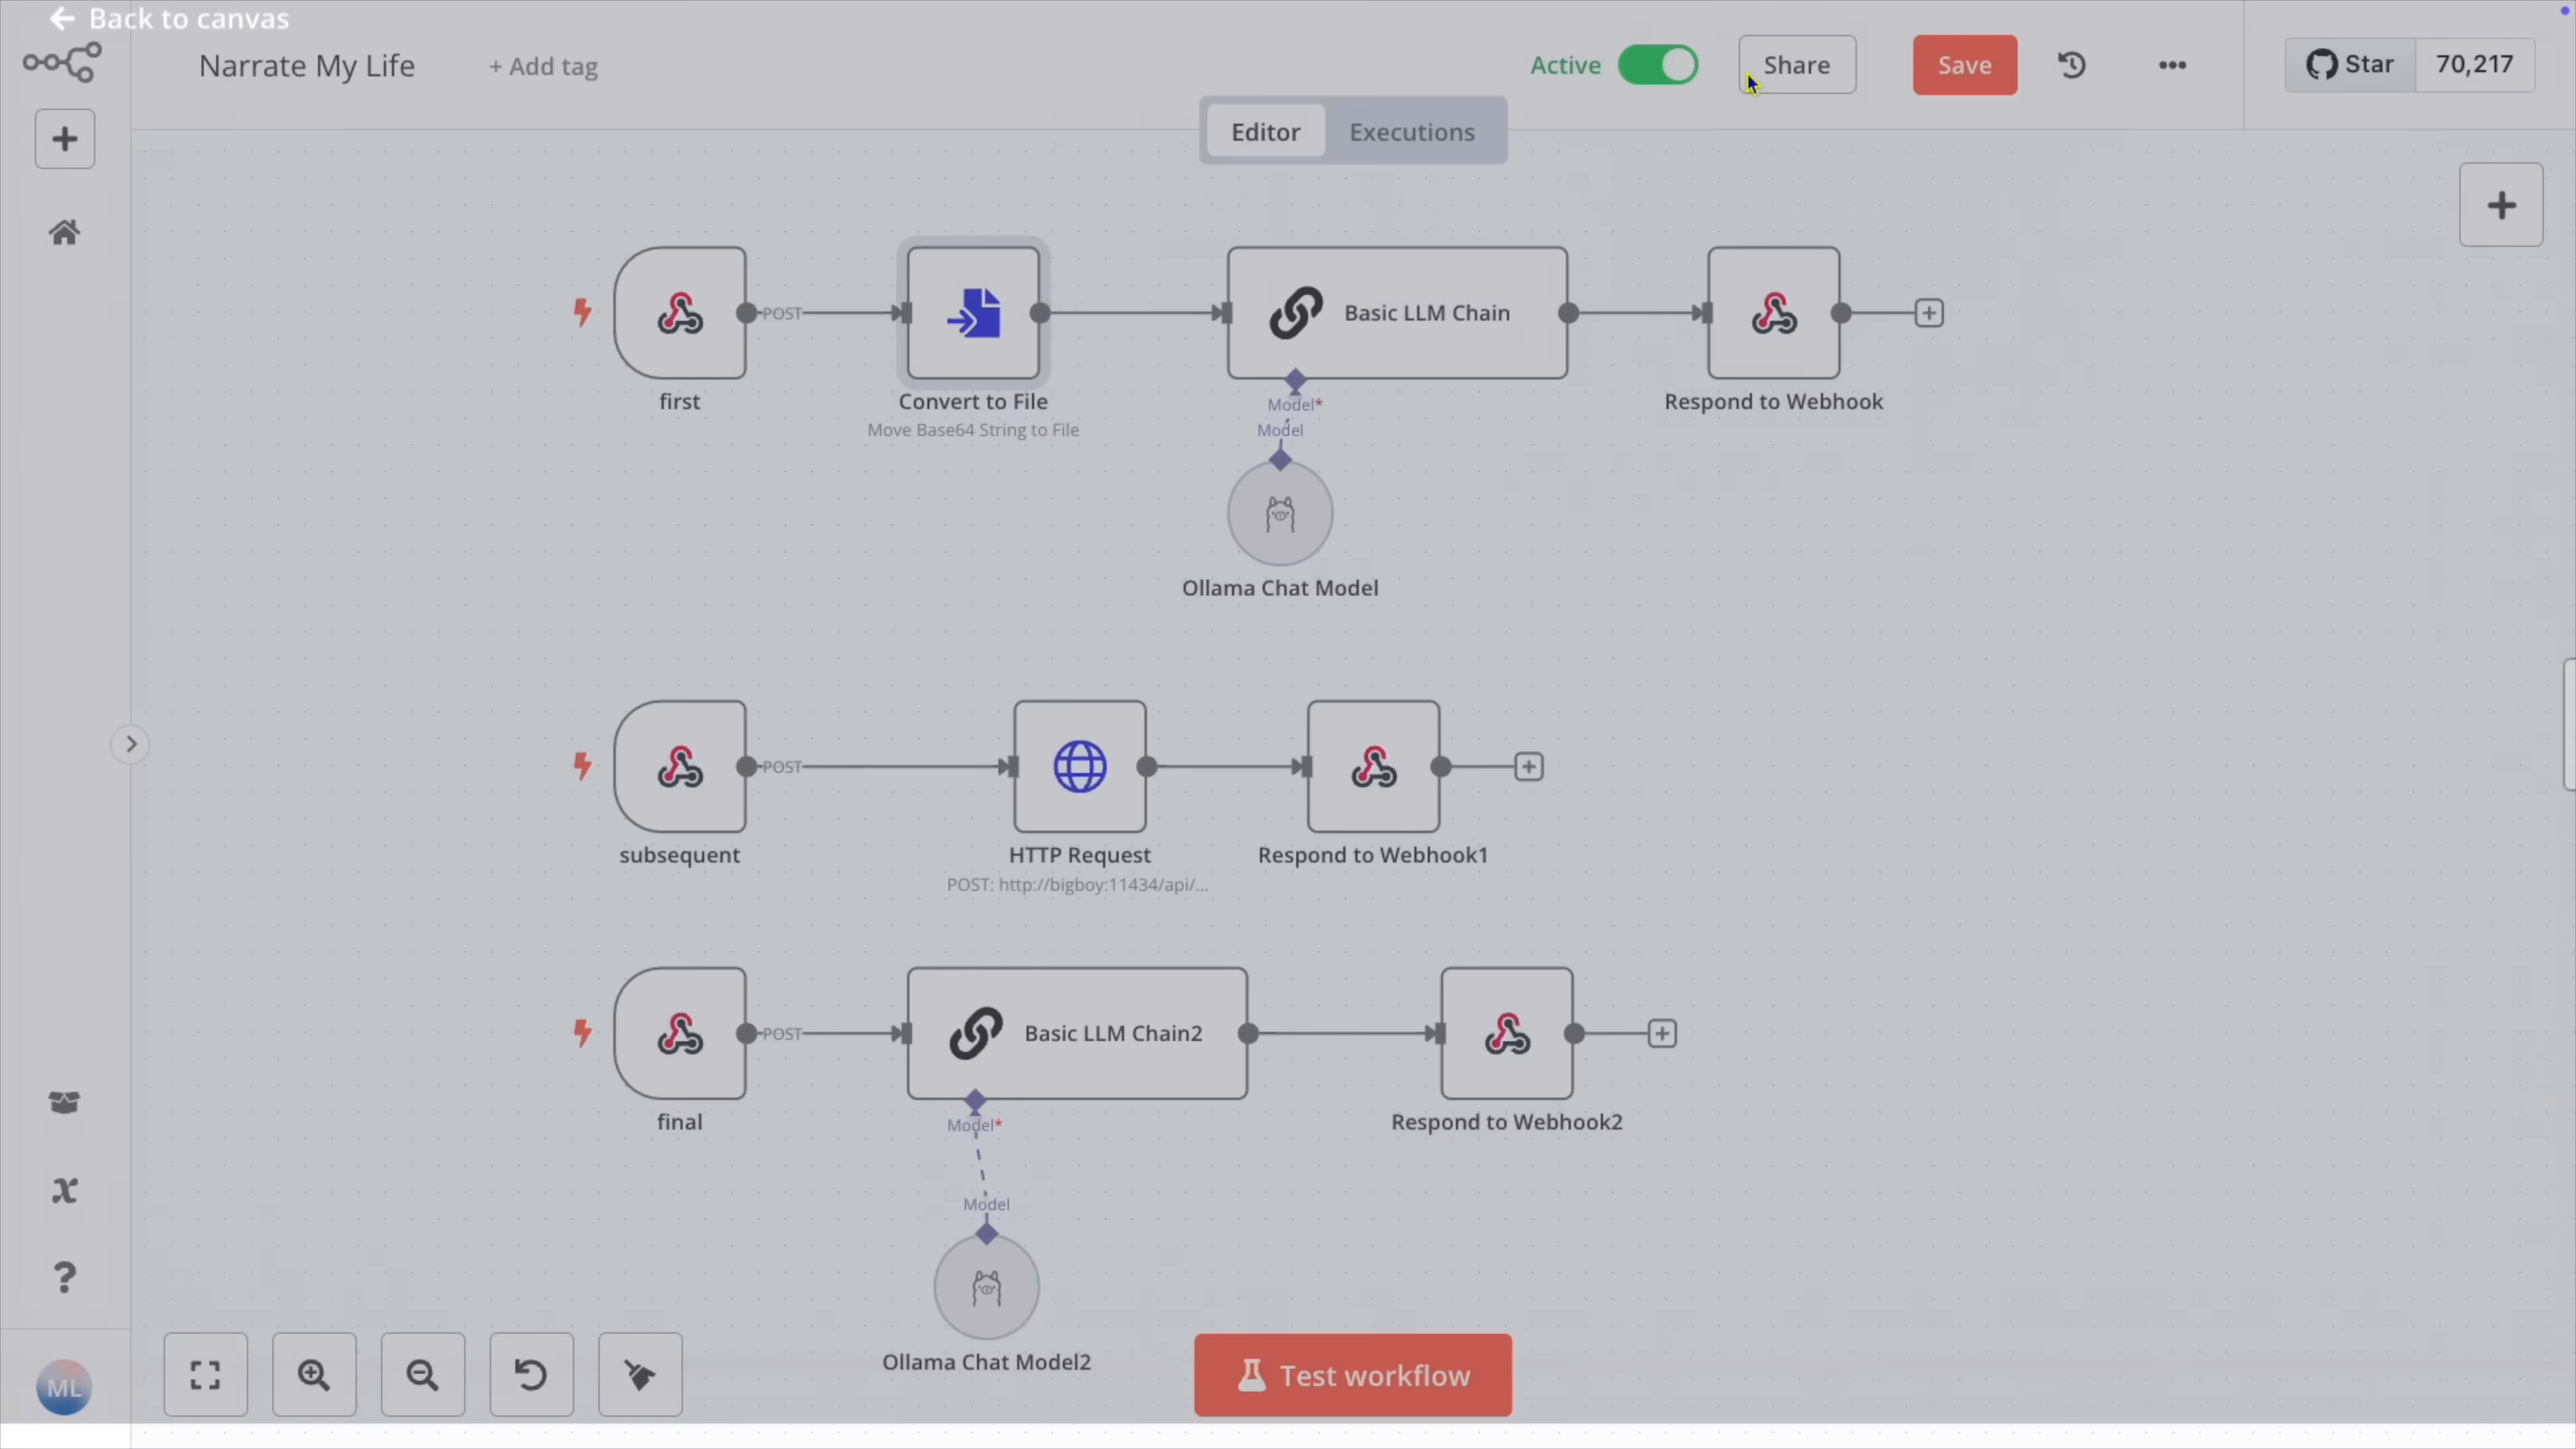 Back to canvas
Narrate My Life
+ Add tag
Active
Share
Save
Star
70,217
Editor
Executions
POST
Basic LLM Chain
first
Convert to File
Move Base64 String to File
Model*
Model
Respond to Webhook
Ollama Chat Model
POST
subsequent
HTTP Request
POST: http://bigboy:11434/api/...
Respond to Webhook1
POST
Basic LLM Chain2
final
Model*
Model
Respond to Webhook2
Ollama Chat Model2
ML
Test workflow